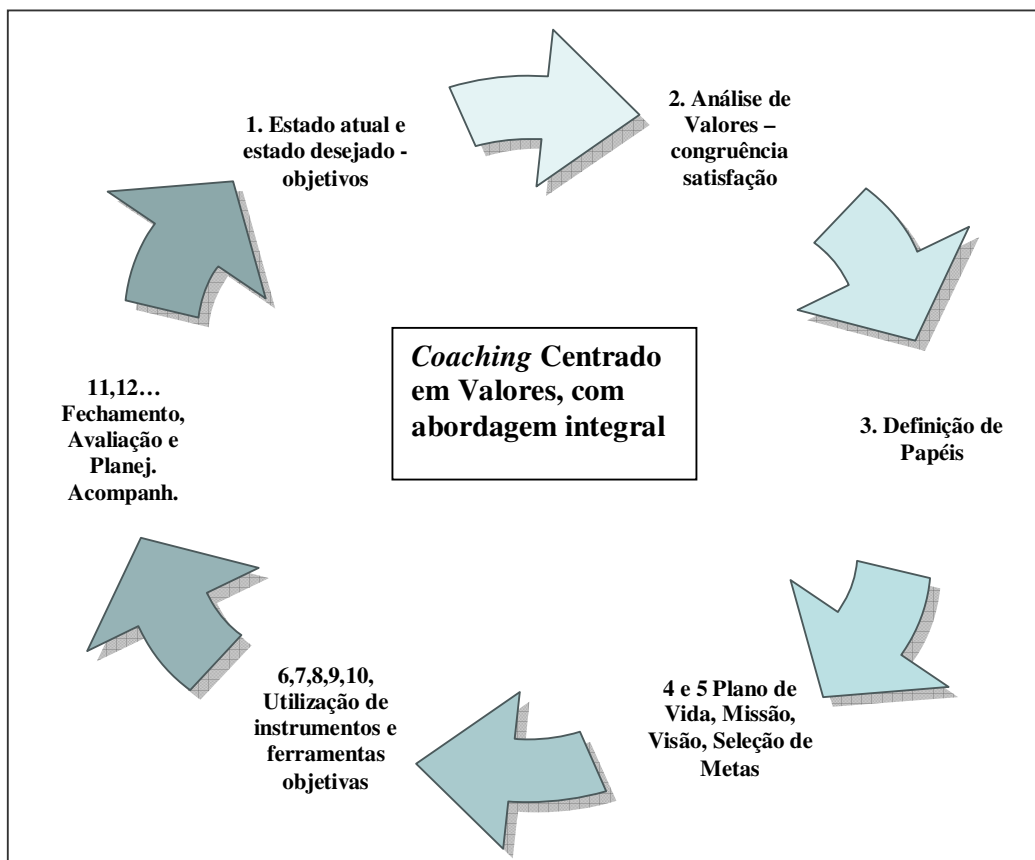 1. Estado atual e
estado desejado -
objetivos
2. Análise de
Valores –
congruência
satisfação
3. Definição de
Papéis
4 e 5 Plano de
Vida, Missão,
Visão, Seleção de
Metas
6,7,8,9,10,
Utilização de
instrumentos e
ferramentas
objetivas
11,12…
Fechamento,
Avaliação e
Planej.
Acompanh.
Coaching Centrado
em Valores, com
abordagem integral